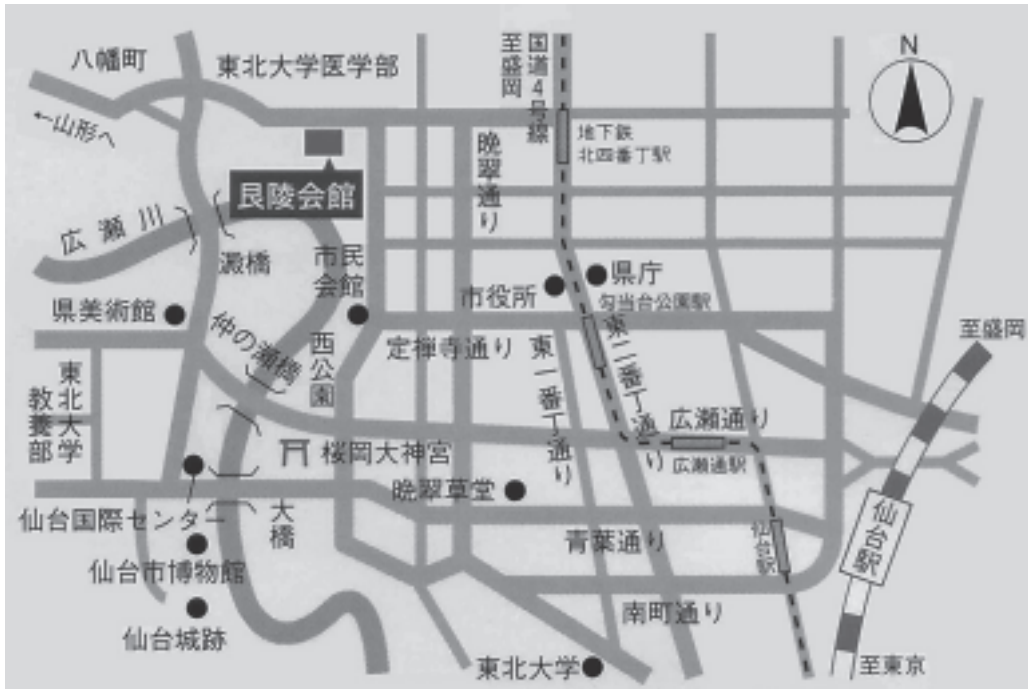 八幡町
東北大学医学部
至盛岡
国道4号線
N
←山形へ
地下鉄
北四番丁駅
晩翠通り
艮陵会館
広瀬川
澱橋
市民
会館
県庁
市役所
勾当台公園駅
県美術館
仲の瀬橋
西公園
定禅寺通り
東一番丁通り
東二番丁通り
至盛岡
東北大学
教養部
広瀬通り
広瀬通駅
桜岡大神宮
晩翠草堂
仙台国際センター
大橋
青葉通り
仙台駅
仙台駅
仙台市博物館
南町通り
仙台城跡
東北大学
至東京